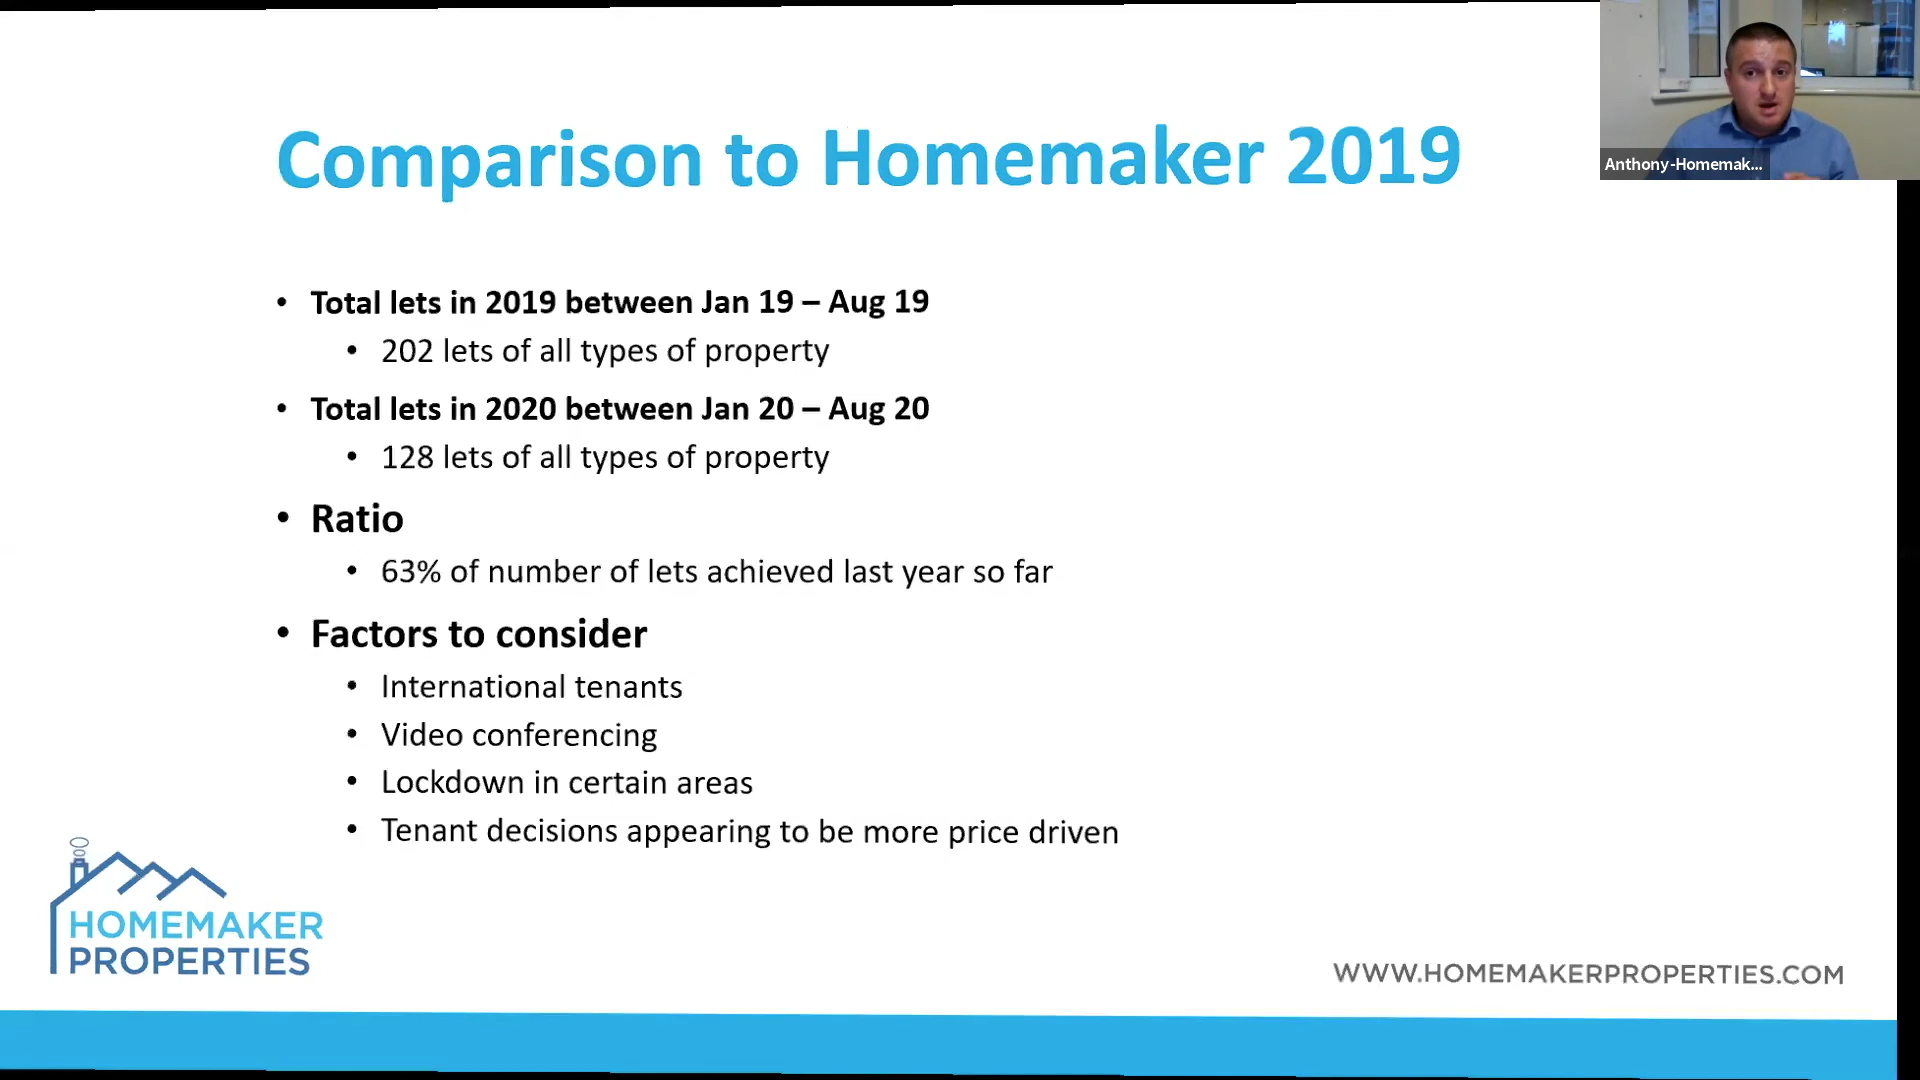 Comparison to Homemaker 2019
Anthony-Homemak...
• Total lets in 2019 between Jan 19 – Aug 19
• 202 lets of all types of property
• Total lets in 2020 between Jan 20 – Aug 20
• 128 lets of all types of property
• Ratio
• 63% of number of lets achieved last year so far
• Factors to consider
• International tenants
• Video conferencing
• Lockdown in certain areas
• Tenant decisions appearing to be more price driven
HOMEMAKER
PROPERTIES
WWW.HOMEMAKERPROPERTIES.COM